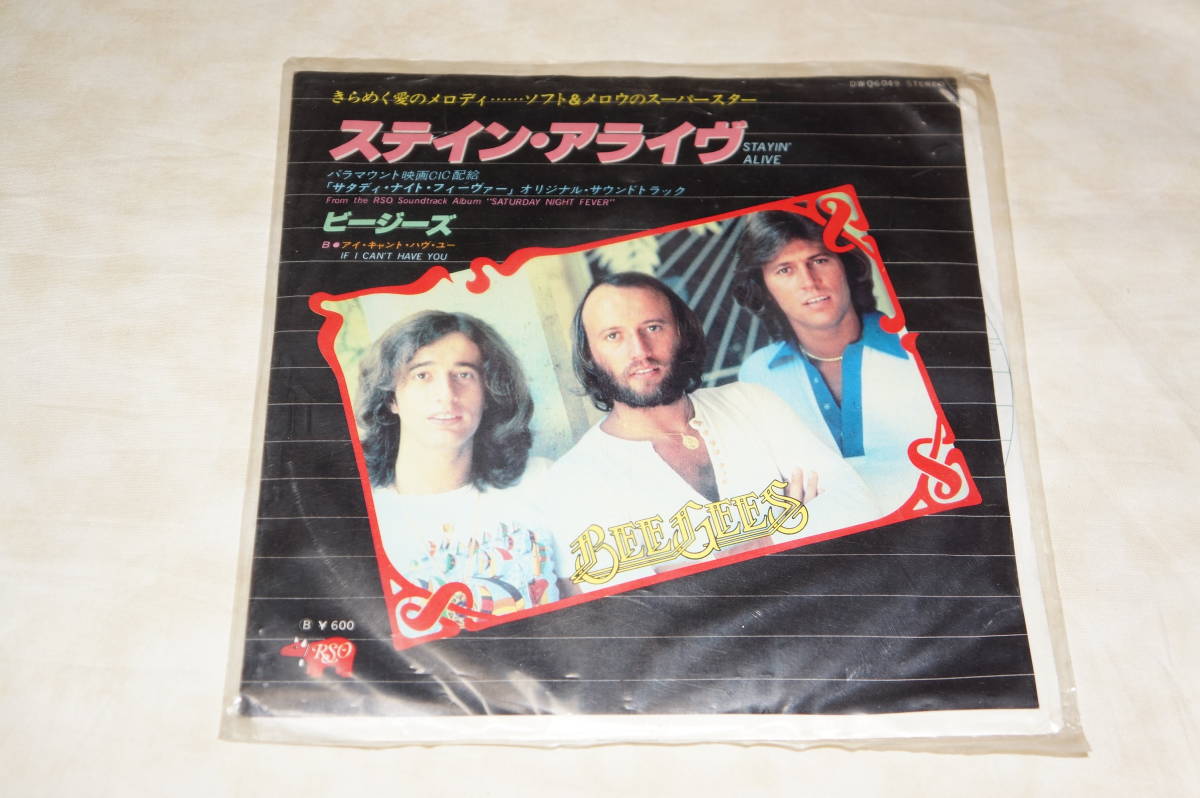 DWQ6049 STEREO
きらめく愛のメロディ……ソフト&メロウのスーパースター
ステイン・アライヴ
STAYIN'
ALIVE
パラマウント映画CIC配給
「サタディ・ナイト・フィーヴァー」オリジナル・サウンドトラック
From the RSO Soundtrack Album "SATURDAY NIGHT FEVER"
ビージーズ
B●アイ・キャント・ハヴ・ユー
IF I CAN'T HAVE YOU
BEE GEES
Ⓑ ¥600
RSO